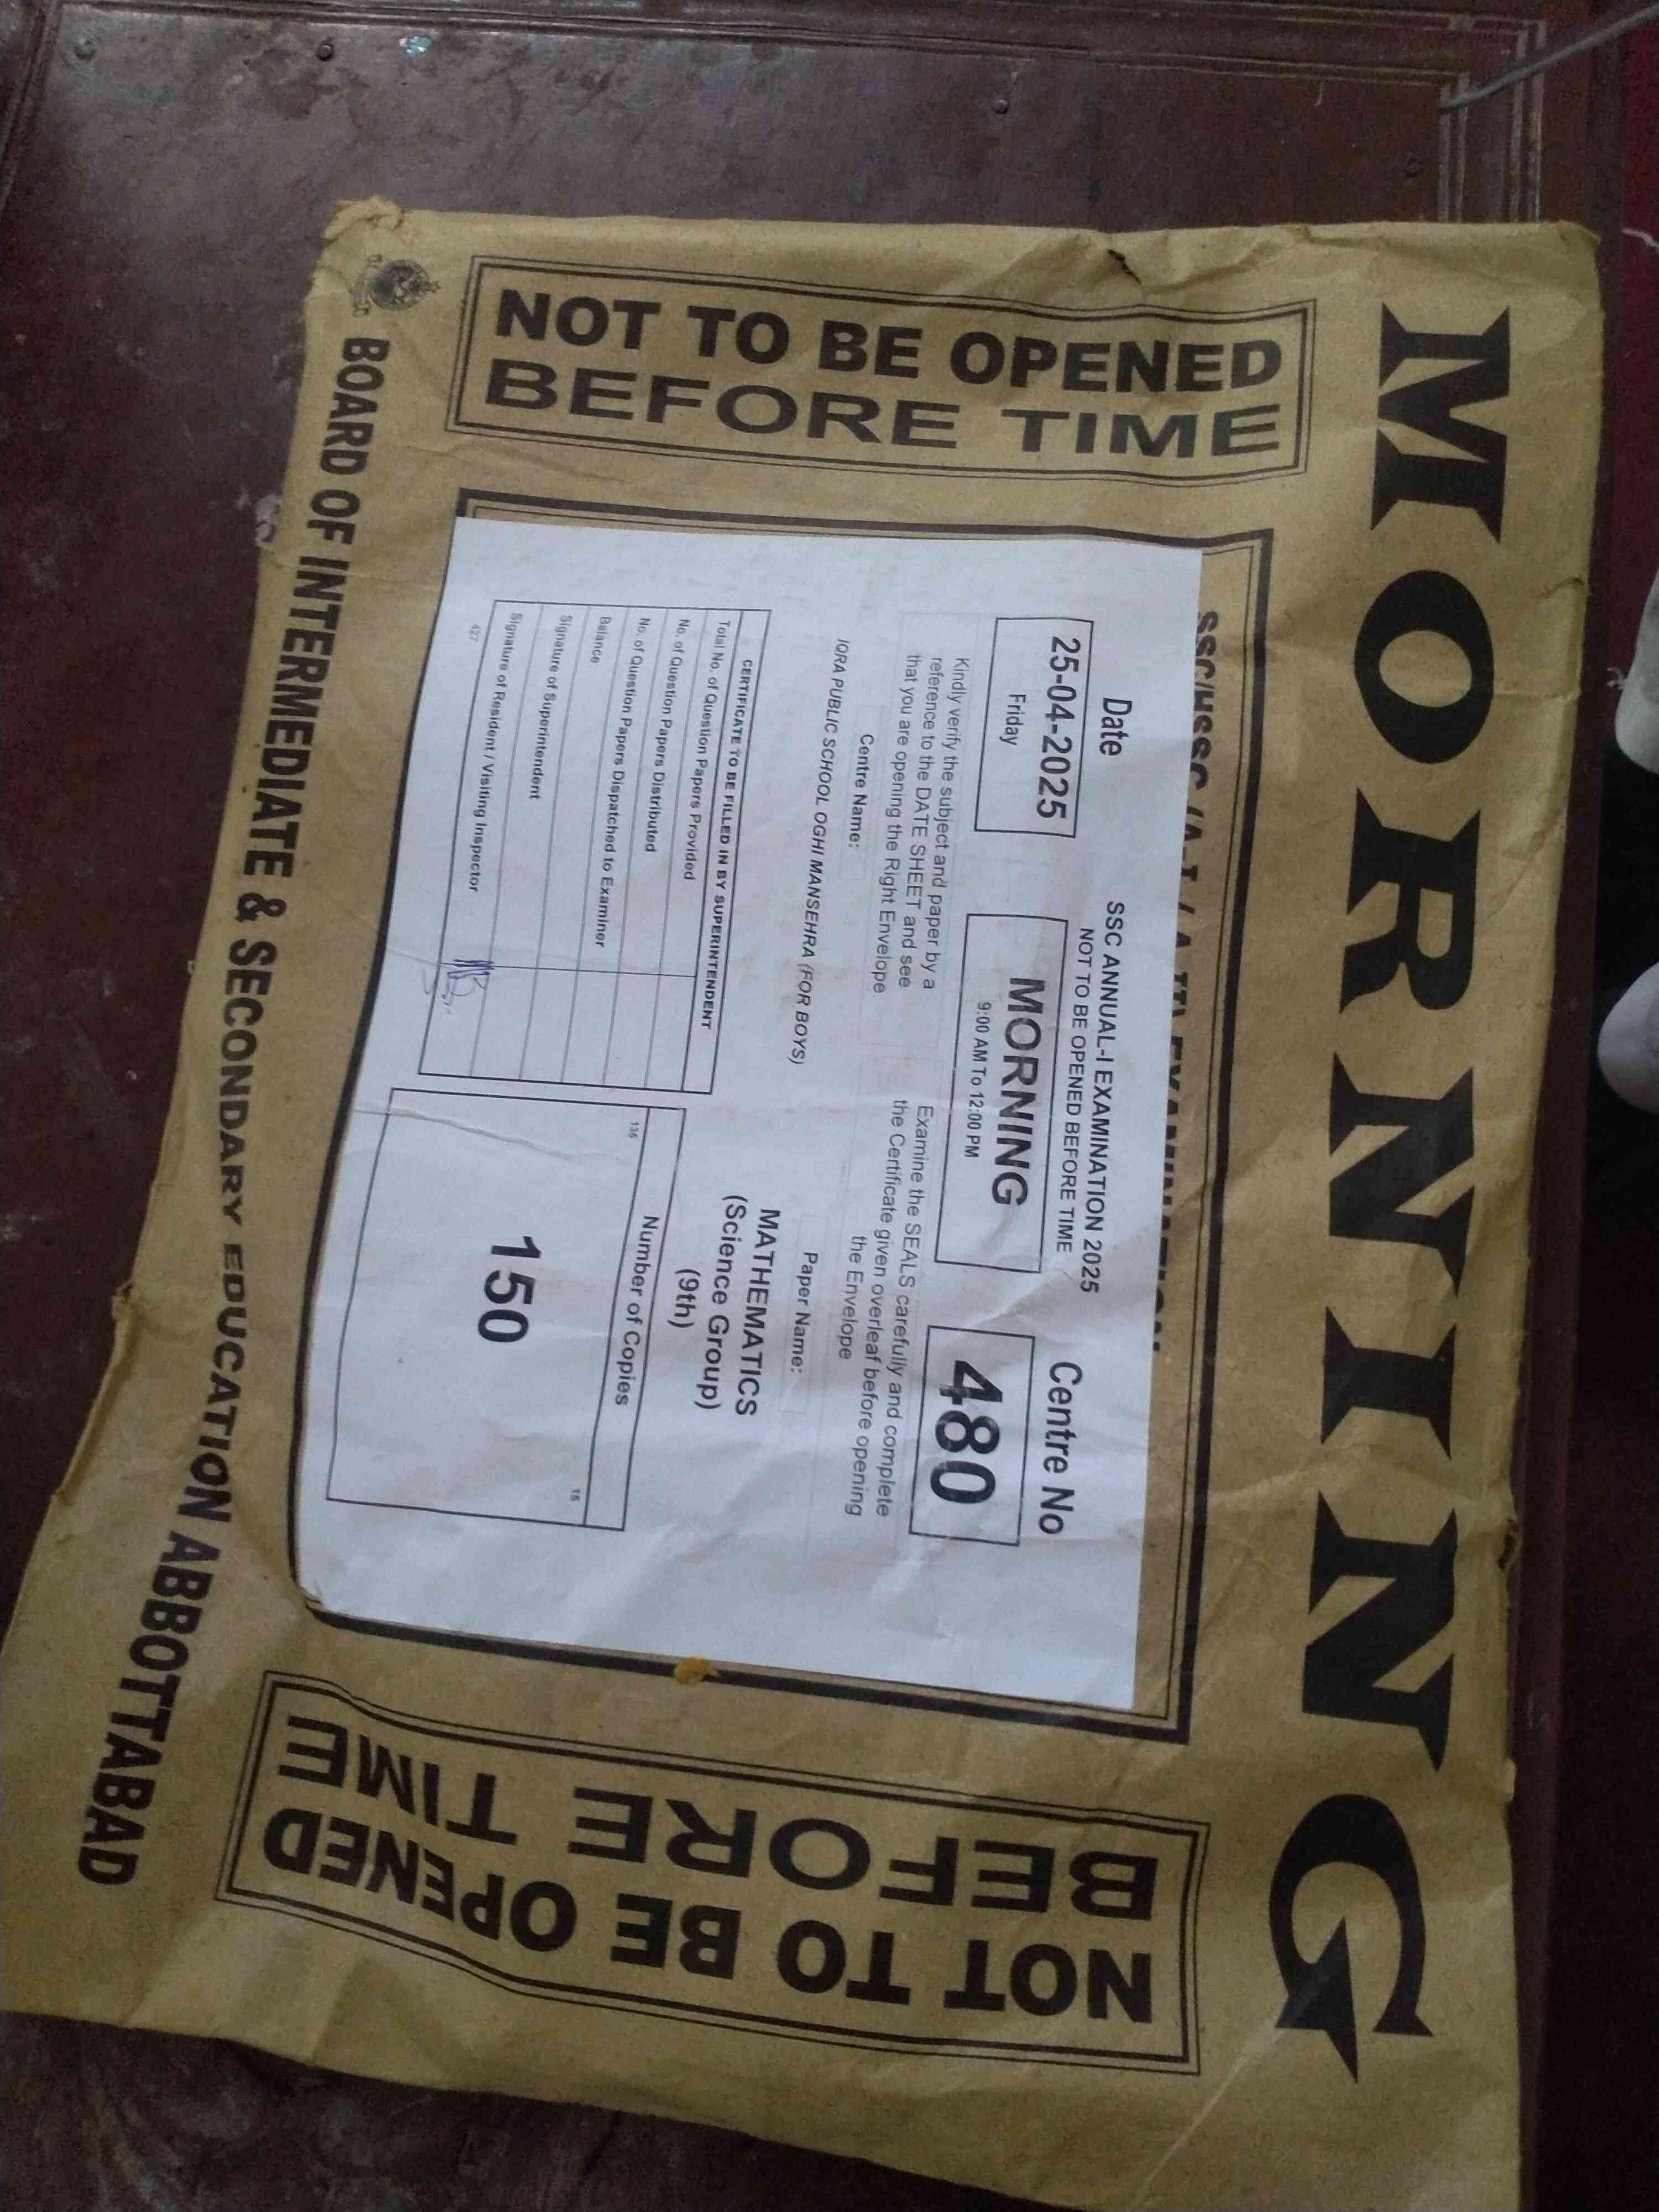 MORNING
NOT TO BE OPENED
BEFORE TIME
SSC/HSSC
Date
25-04-2025
Friday
SSC ANNUAL-I EXAMINATION 2025
NOT TO BE OPENED BEFORE TIME
MORNING
9:00 AM To 12:00 PM
Centre No
480
Kindly verify the subject and paper by a
reference to the DATE SHEET and see
that you are opening the Right Envelope
Examine the SEALS carefully and complete
the Certificate given overleaf before opening
the Envelope
Centre Name:
IQRA PUBLIC SCHOOL OGHI MANSEHRA (FOR BOYS)
Paper Name:
MATHEMATICS
(Science Group)
(9th)
CERTIFICATE TO BE FILLED IN BY SUPERINTENDENT
Total No. of Question Papers Provided
No. of Question Papers Distributed
No. of Question Papers Dispatched to Examiner
Balance
Signature of Superintendent
Signature of Resident / Visiting Inspector
427
136
Number of Copies
16
150
NOT TO BE OPENED
BEFORE TIME
BOARD OF INTERMEDIATE & SECONDARY EDUCATION ABBOTTABAD